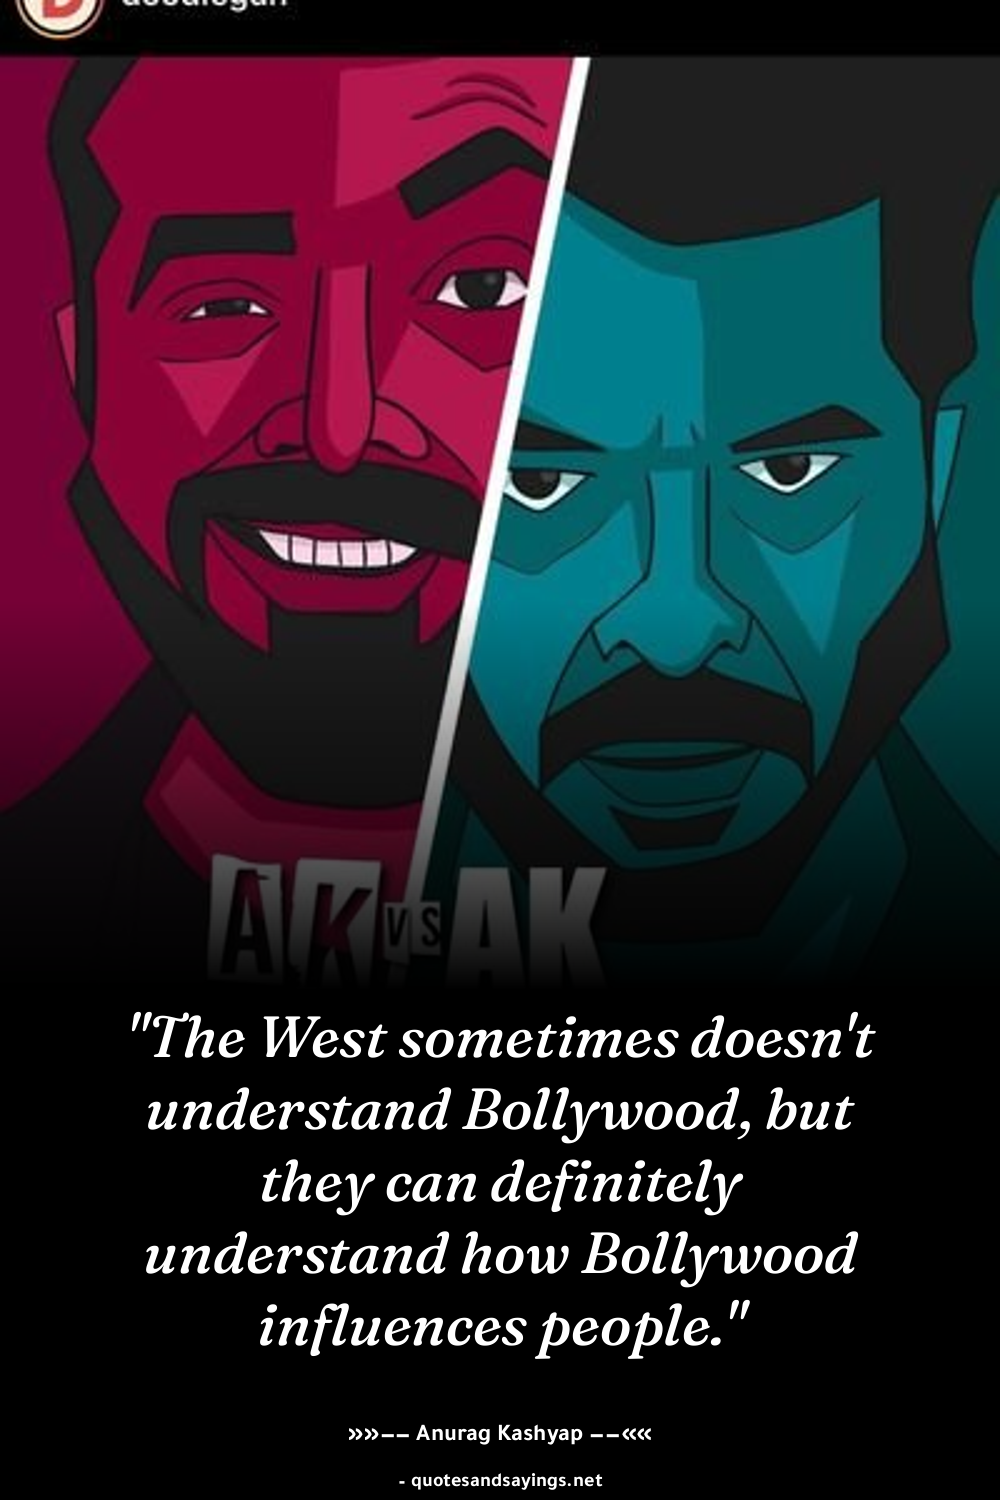 AK vs AK
"The West sometimes doesn't
understand Bollywood, but
they can definitely
understand how Bollywood
influences people."
»»–– Anurag Kashyap ––««
- quotesandsayings.net